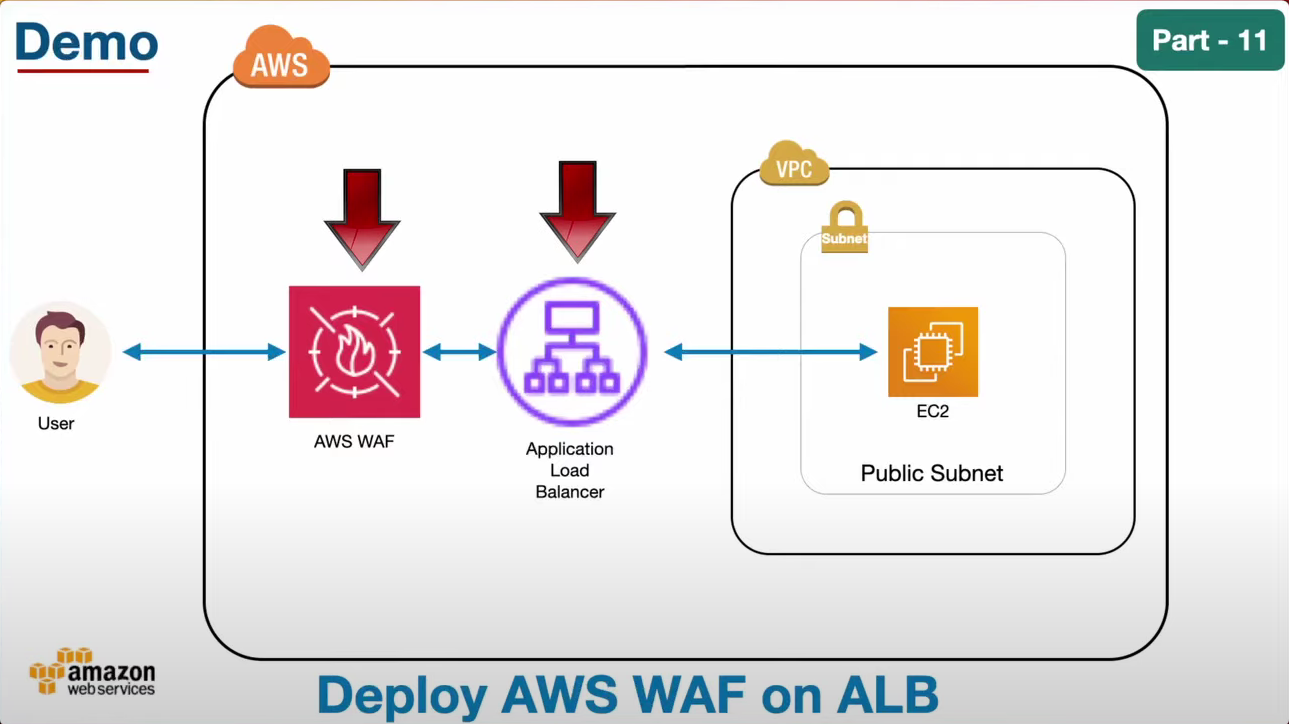 Demo
AWS
Part - 11
VPC
Subnet
User
AWS WAF
Application
Load
Balancer
EC2
Public Subnet
amazon
web services
Deploy AWS WAF on ALB